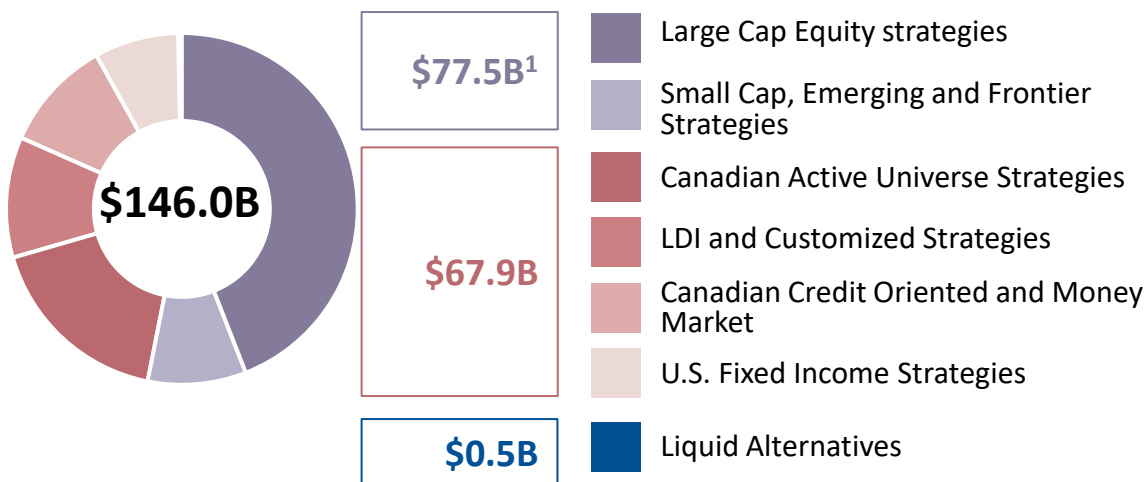 $146.0B
$77.5B¹
$67.9B
$0.5B
Large Cap Equity strategies
Small Cap, Emerging and Frontier
Strategies
Canadian Active Universe Strategies
LDI and Customized Strategies
Canadian Credit Oriented and Money
Market
U.S. Fixed Income Strategies
Liquid Alternatives